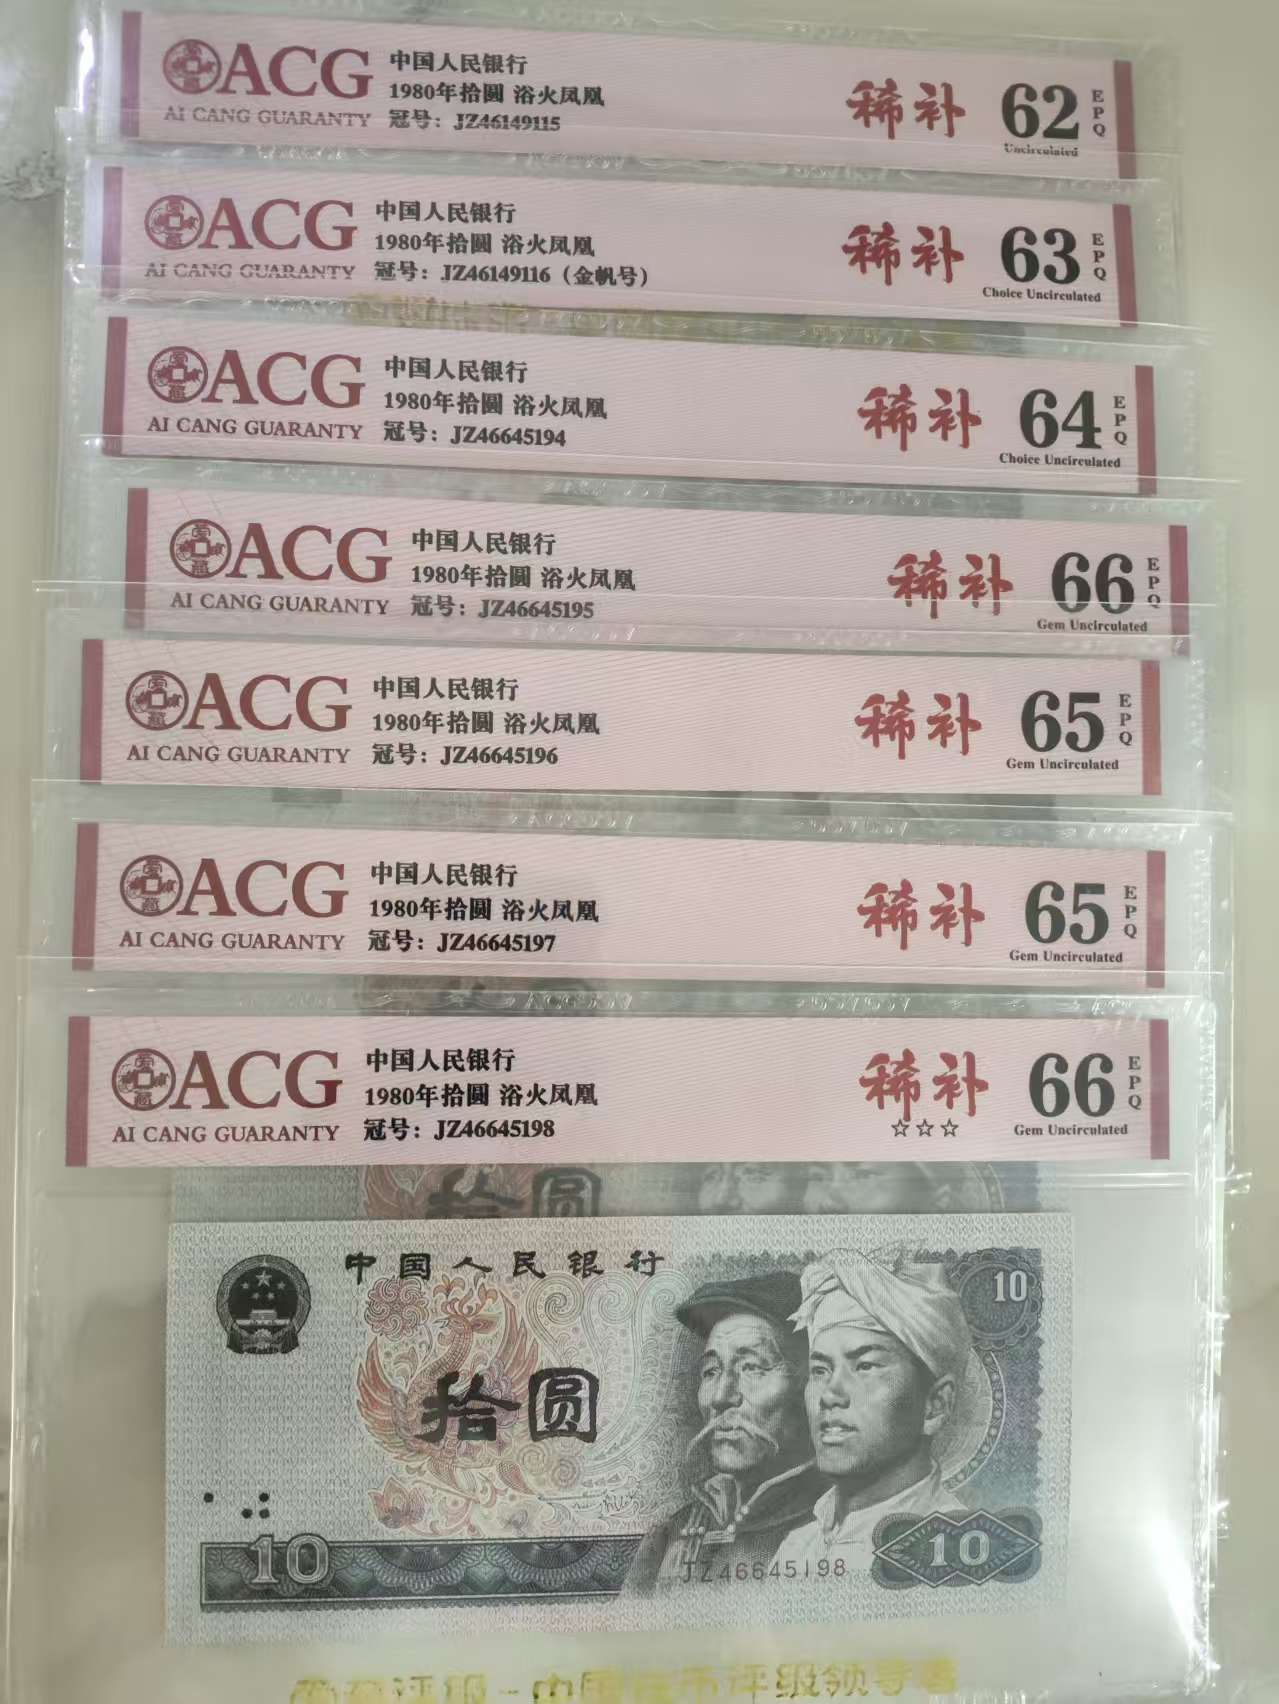 ACG
AI CANG GUARANTY
中国人民银行
1980年拾圆 浴火凤凰
冠号：JZ46149115
稀补
62
EPQ
Uncirculated
ACG
AI CANG GUARANTY
中国人民银行
1980年拾圆 浴火凤凰
冠号：JZ46149116（金帆号）
稀补
63
EPQ
Choice Uncirculated
ACG
AI CANG GUARANTY
中国人民银行
1980年拾圆 浴火凤凰
冠号：JZ46645194
稀补
64
EPQ
Choice Uncirculated
ACG
AI CANG GUARANTY
中国人民银行
1980年拾圆 浴火凤凰
冠号：JZ46645195
稀补
66
EPQ
Gem Uncirculated
ACG
AI CANG GUARANTY
中国人民银行
1980年拾圆 浴火凤凰
冠号：JZ46645196
稀补
65
EPQ
Gem Uncirculated
ACG
AI CANG GUARANTY
中国人民银行
1980年拾圆 浴火凤凰
冠号：JZ46645197
稀补
65
EPQ
Gem Uncirculated
ACG
AI CANG GUARANTY
中国人民银行
1980年拾圆 浴火凤凰
冠号：JZ46645198
稀补
☆☆☆
66
EPQ
Gem Uncirculated
拾圆
中国人民银行
10
拾圆
10
JZ46645198
10
评级领导者